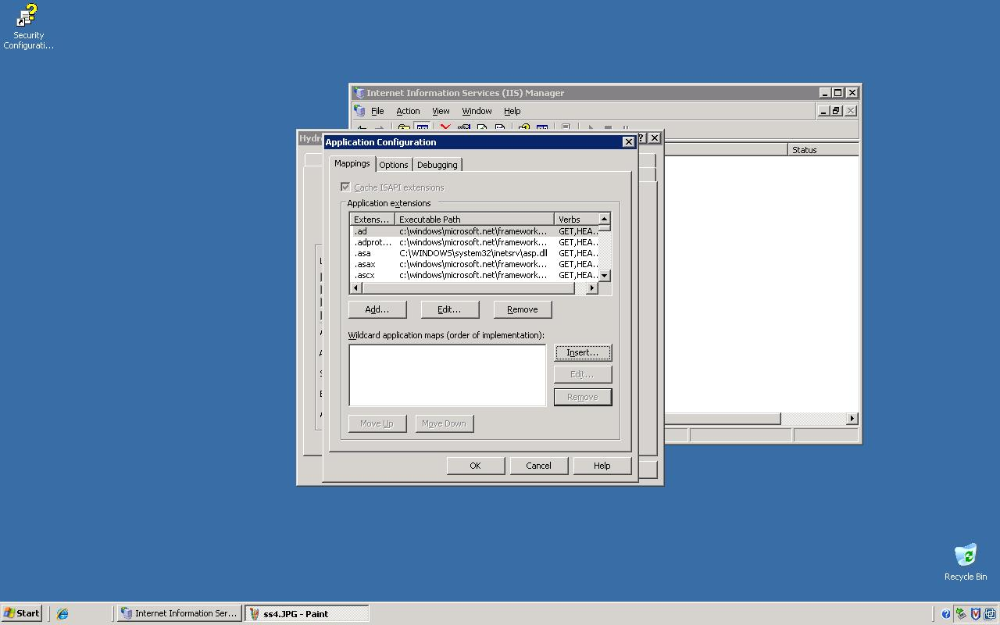 Security
Configurati...
Internet Information Services (IIS) Manager
File Action View Window Help
Status
Hydro
Application Configuration
Mappings Options Debugging
Cache ISAPI extensions
Application extensions
Extens... Executable Path Verbs
.ad c:\windows\microsoft.net\framework... GET,HEA...
.adprot... c:\windows\microsoft.net\framework... GET,HEA...
.asa C:\WINDOWS\system32\inetsrv\asp.dll GET,HEA...
.asax c:\windows\microsoft.net\framework... GET,HEA...
.ascx c:\windows\microsoft.net\framework... GET,HEA...
Add... Edit... Remove
Wildcard application maps (order of implementation):
Insert...
Edit...
Remove
Move Up Move Down
OK Cancel Help
Recycle Bin
Start Internet Information Ser... ss4.JPG - Paint